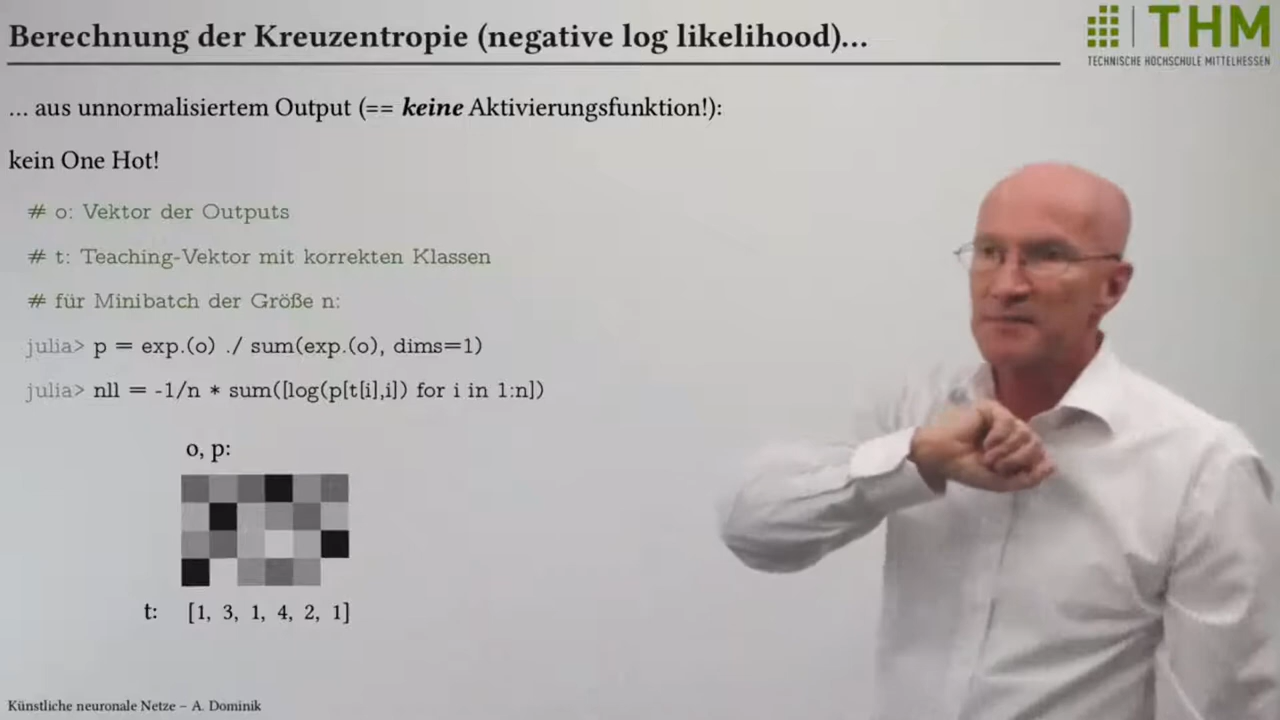 Berechnung der Kreuzentropie (negative log likelihood)...
THM
TECHNISCHE HOCHSCHULE MITTELHESSEN
... aus unnormalisiertem Output (== keine Aktivierungsfunktion!):
kein One Hot!
# o: Vektor der Outputs
# t: Teaching-Vektor mit korrekten Klassen
# für Minibatch der Größe n:
julia> p = exp.(o) ./ sum(exp.(o), dims=1)
julia> nll = -1/n * sum([log(p[t[i],i]) for i in 1:n])
o, p:
t: [1, 3, 1, 4, 2, 1]
Künstliche neuronale Netze – A. Dominik